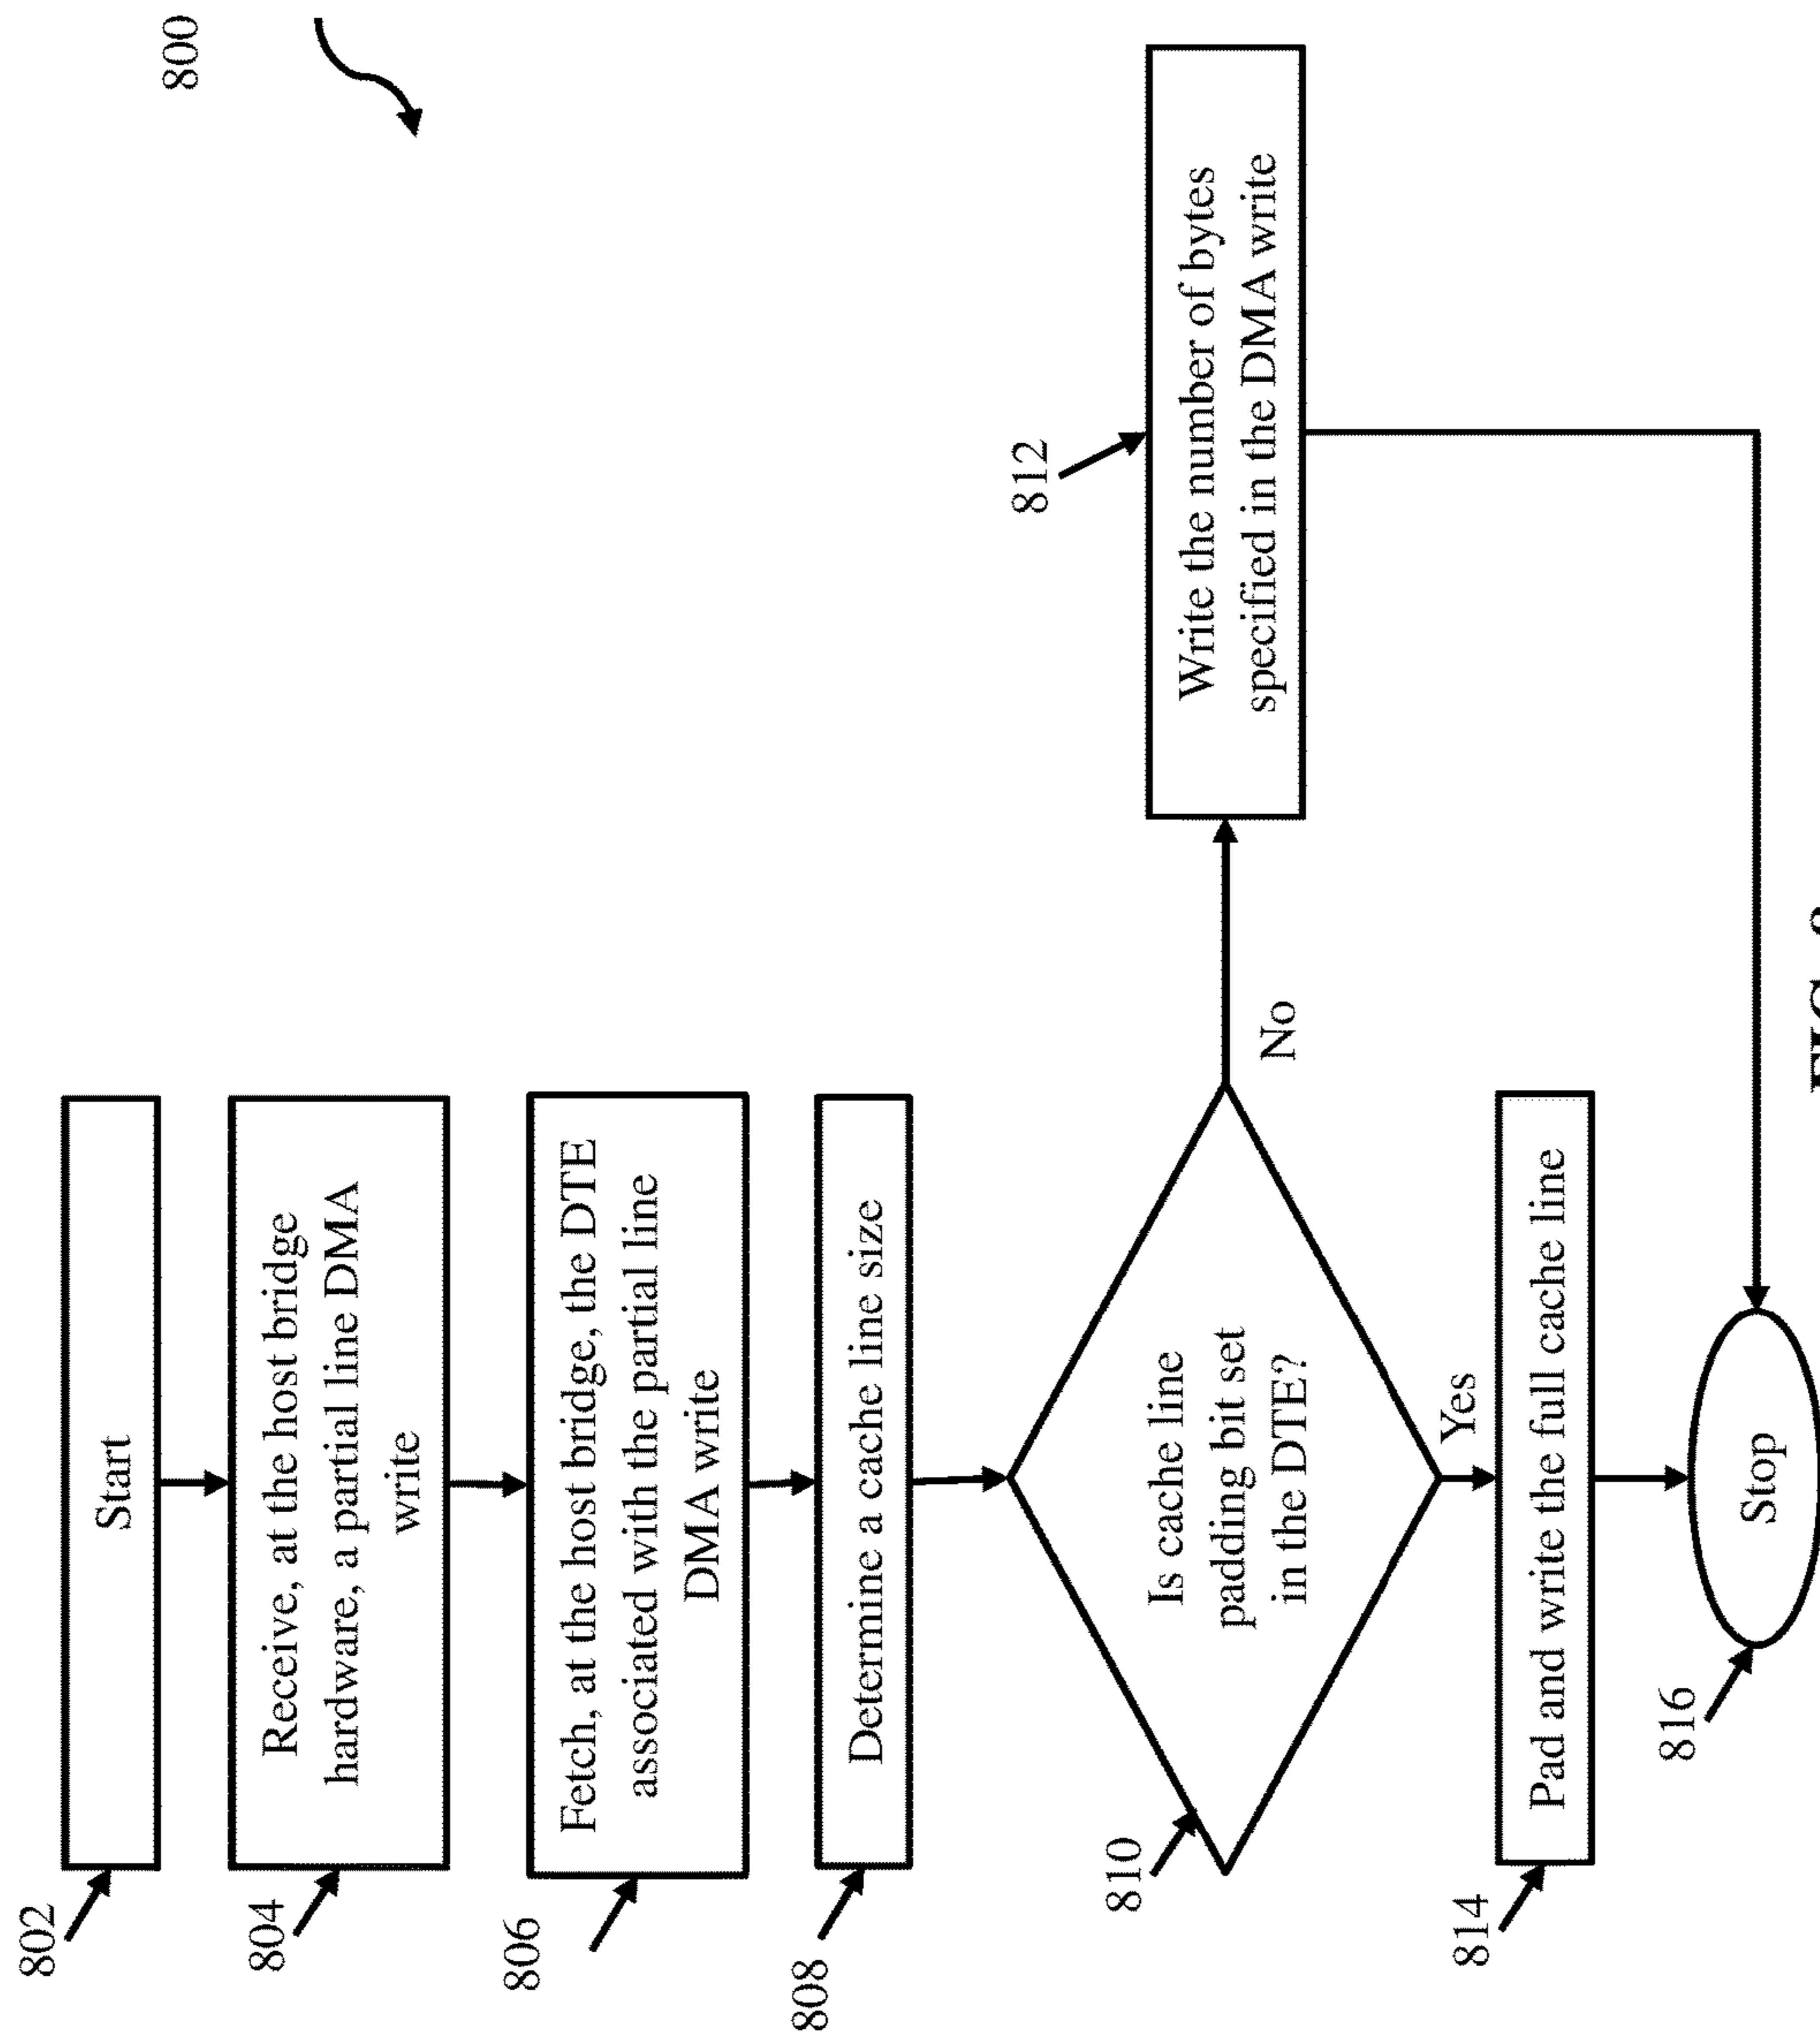 800
802
Start
804
Receive, at the host bridge
hardware, a partial line DMA
write
806
Fetch, at the host bridge, the DTE
associated with the partial line
DMA write
808
Determine a cache line size
810
Is cache line
padding bit set
in the DTE?
No
812
Write the number of bytes
specified in the DMA write
Yes
814
Pad and write the full cache line
816
Stop